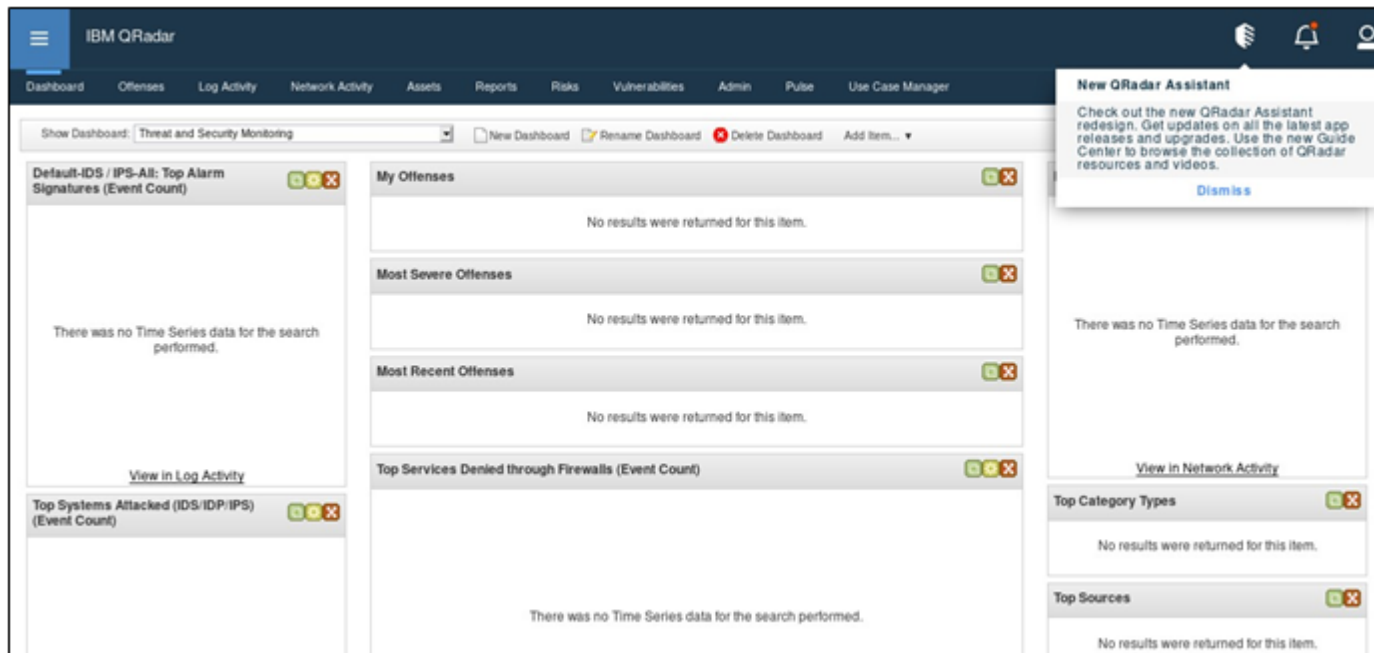 IBM QRadar
Dashboard Offenses Log Activity Network Activity Assets Reports Risks Vulnerabilities Admin Pulse Use Case Manager
New QRadar Assistant
Check out the new QRadar Assistant
redesign. Get updates on all the latest app
releases and upgrades. Use the new Guide
Center to browse the collection of QRadar
resources and videos.
Dismiss
Show Dashboard: Threat and Security Monitoring New Dashboard Rename Dashboard Delete Dashboard Add Item... ▼
Default-IDS / IPS-All: Top Alarm
Signatures (Event Count)
There was no Time Series data for the search
performed.
View in Log Activity
Top Systems Attacked (IDS/IDP/IPS)
(Event Count)
My Offenses
No results were returned for this item.
Most Severe Offenses
No results were returned for this item.
Most Recent Offenses
No results were returned for this item.
Top Services Denied through Firewalls (Event Count)
There was no Time Series data for the search performed.
There was no Time Series data for the search
performed.
View in Network Activity
Top Category Types
No results were returned for this item.
Top Sources
No results were returned for this item.